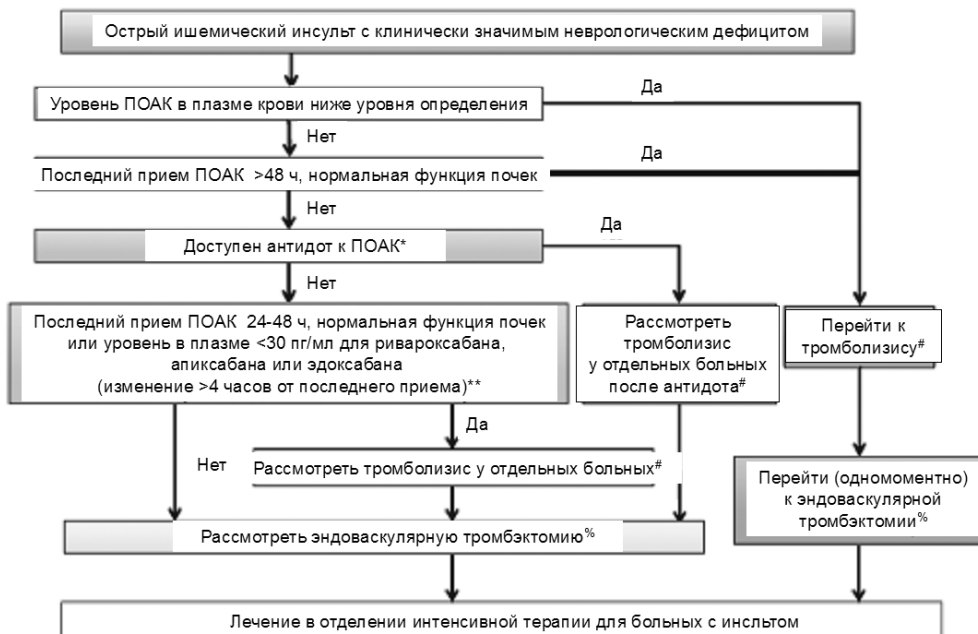 Острый ишемический инсульт с клинически значимым неврологическим дефицитом
Уровень ПОАК в плазме крови ниже уровня определения
Да
Нет
Последний прием ПОАК >48 ч, нормальная функция почек
Да
Нет
Доступен антидот к ПОАК*
Да
Нет
Последний прием ПОАК 24-48 ч, нормальная функция почек
или уровень в плазме <30 пг/мл для ривароксабана,
апиксабана или эдоксабана
(изменение >4 часов от последнего приема)**
Рассмотреть
тромболизис
у отдельных больных
после антидота#
Перейти к
тромболизису#
Да
Нет
Рассмотреть тромболизис у отдельных больных#
Перейти (одномоментно)
к эндоваскулярной
тромбэктомии%
Рассмотреть эндоваскулярную тромбэктомию%
Лечение в отделении интенсивной терапии для больных с инсльтом